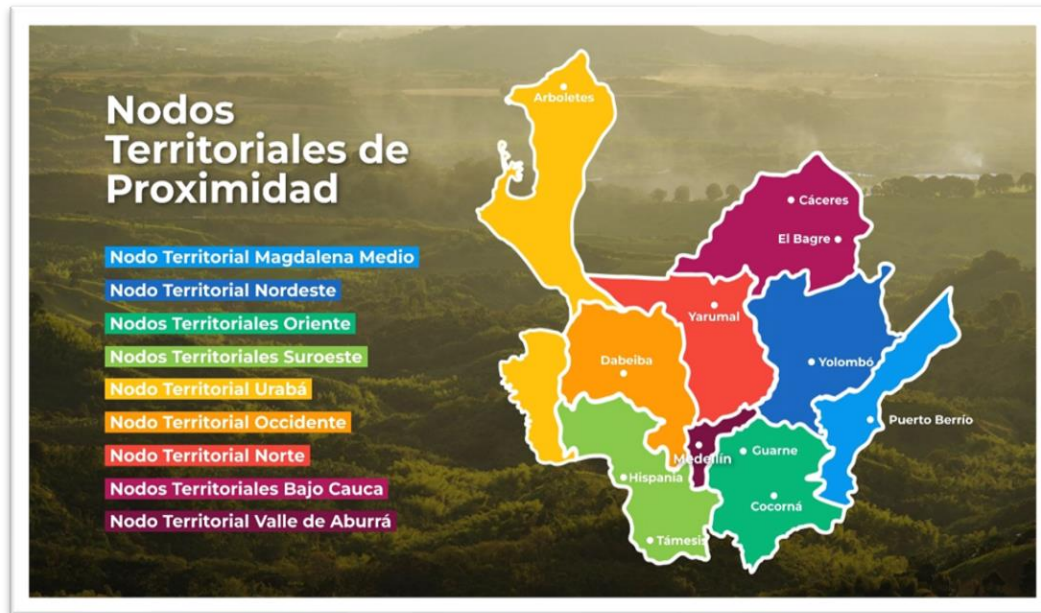 Nodos
Territoriales de
Proximidad
Nodo Territorial Magdalena Medio
Nodo Territorial Nordeste
Nodos Territoriales Oriente
Nodos Territoriales Suroeste
Nodo Territorial Urabá
Nodo Territorial Occidente
Nodo Territorial Norte
Nodos Territoriales Bajo Cauca
Nodo Territorial Valle de Aburrá
Arboletes
Cáceres
El Bagre
Yarumal
Dabeiba
Yolombó
Puerto Berrío
Medellín
Guarne
Hispania
Cocorná
Támesis